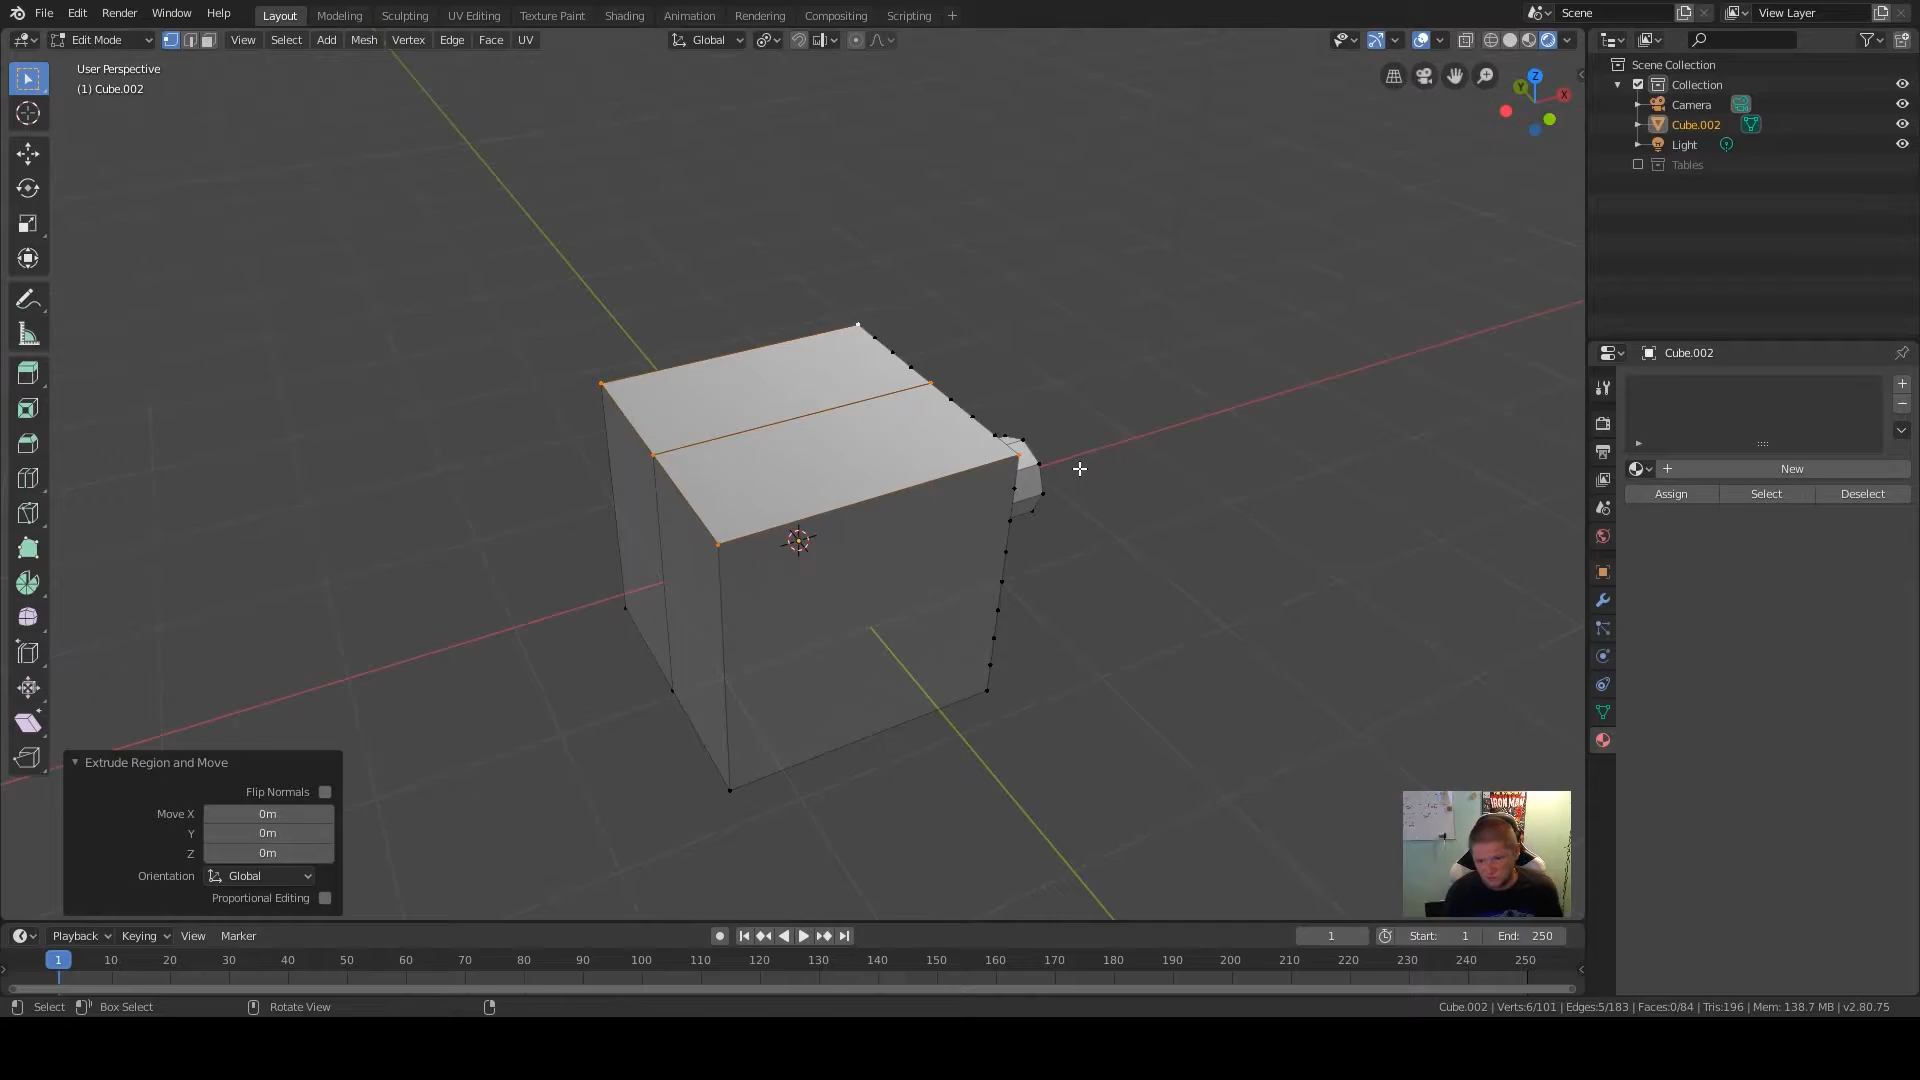 File Edit Render Window Help Layout Modeling Sculpting UV Editing Texture Paint Shading Animation Rendering Compositing Scripting + Scene View Layer
Edit Mode View Select Add Mesh Vertex Edge Face UV Global
User Perspective
(1) Cube.002
Z
Y
X
Scene Collection
Collection
Camera
Cube.002
Light
Tables
Cube.002
New
Assign Select Deselect
Extrude Region and Move
Flip Normals
Move X 0m
Y 0m
Z 0m
Orientation Global
Proportional Editing
IRON MAN
Playback Keying View Marker 1 Start: 1 End: 250
1 10 20 30 40 50 60 70 80 90 100 110 120 130 140 150 160 170 180 190 200 210 220 230 240 250
Select Box Select Rotate View Cube.002 | Verts:6/101 | Edges:5/183 | Faces:0/84 | Tris:196 | Mem: 138.7 MB | v2.80.75